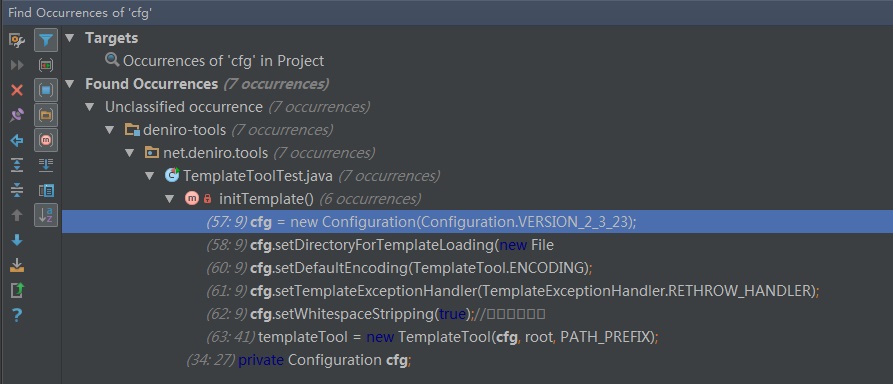 Find Occurrences of 'cfg'
Targets
Occurrences of 'cfg' in Project
Found Occurrences (7 occurrences)
Unclassified occurrence (7 occurrences)
deniro-tools (7 occurrences)
net.deniro.tools (7 occurrences)
TemplateToolTest.java (7 occurrences)
initTemplate() (6 occurrences)
(57: 9) cfg = new Configuration(Configuration.VERSION_2_3_23);
(58: 9) cfg.setDirectoryForTemplateLoading(new File
(60: 9) cfg.setDefaultEncoding(TemplateTool.ENCODING);
(61: 9) cfg.setTemplateExceptionHandler(TemplateExceptionHandler.RETHROW_HANDLER);
(62: 9) cfg.setWhitespaceStripping(true);//□□□□□□
(63: 41) templateTool = new TemplateTool(cfg, root, PATH_PREFIX);
(34: 27) private Configuration cfg;